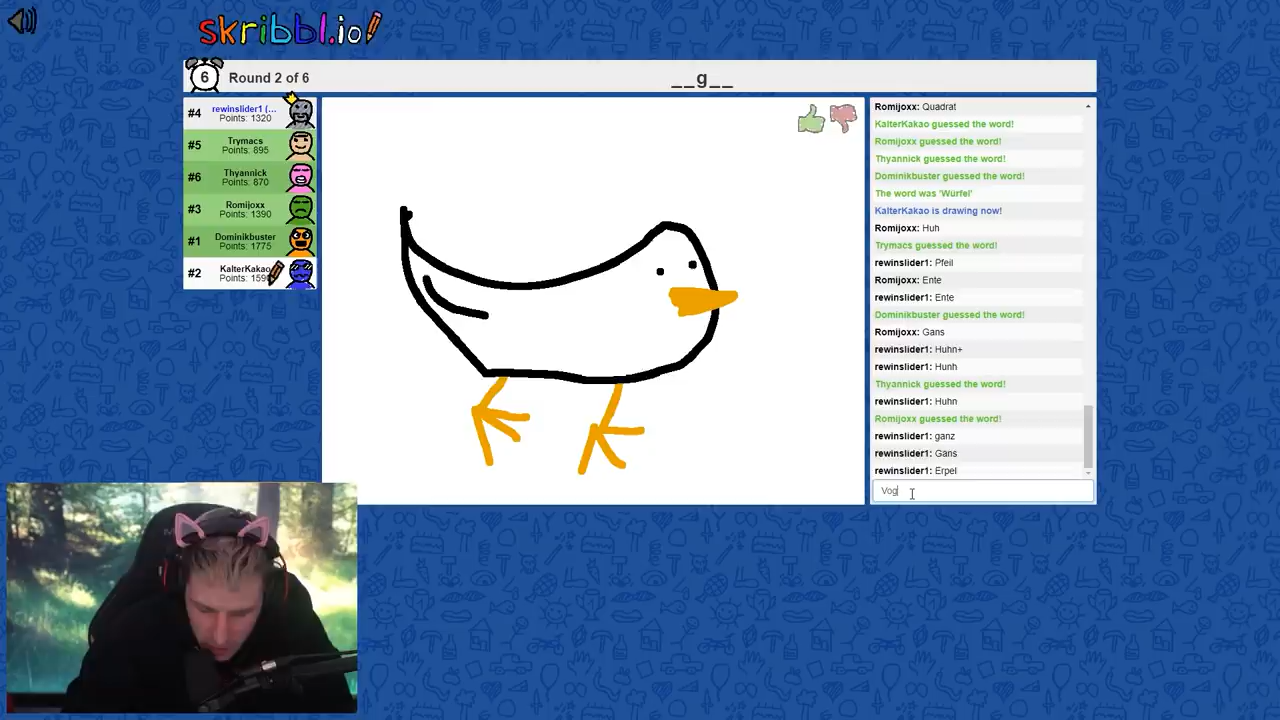 skribbl.io
6
Round 2 of 6
__g__
#4
rewinslider1 (...
Points: 1320
#5
Trymacs
Points: 895
#6
Thyannick
Points: 870
#3
Romijoxx
Points: 1390
#1
Dominikbuster
Points: 1775
#2
KalterKakao
Romijoxx: Quadrat
KalterKakao guessed the word!
Romijoxx guessed the word!
Thyannick guessed the word!
Dominikbuster guessed the word!
The word was 'Würfel'
KalterKakao is drawing now!
Romijoxx: Huh
Trymacs guessed the word!
rewinslider1: Pfeil
Romijoxx: Ente
rewinslider1: Ente
Dominikbuster guessed the word!
Romijoxx: Gans
rewinslider1: Huhn+
rewinslider1: Hunh
Thyannick guessed the word!
rewinslider1: Huhn
Romijoxx guessed the word!
rewinslider1: ganz
rewinslider1: Gans
rewinslider1: Erpel
Vog